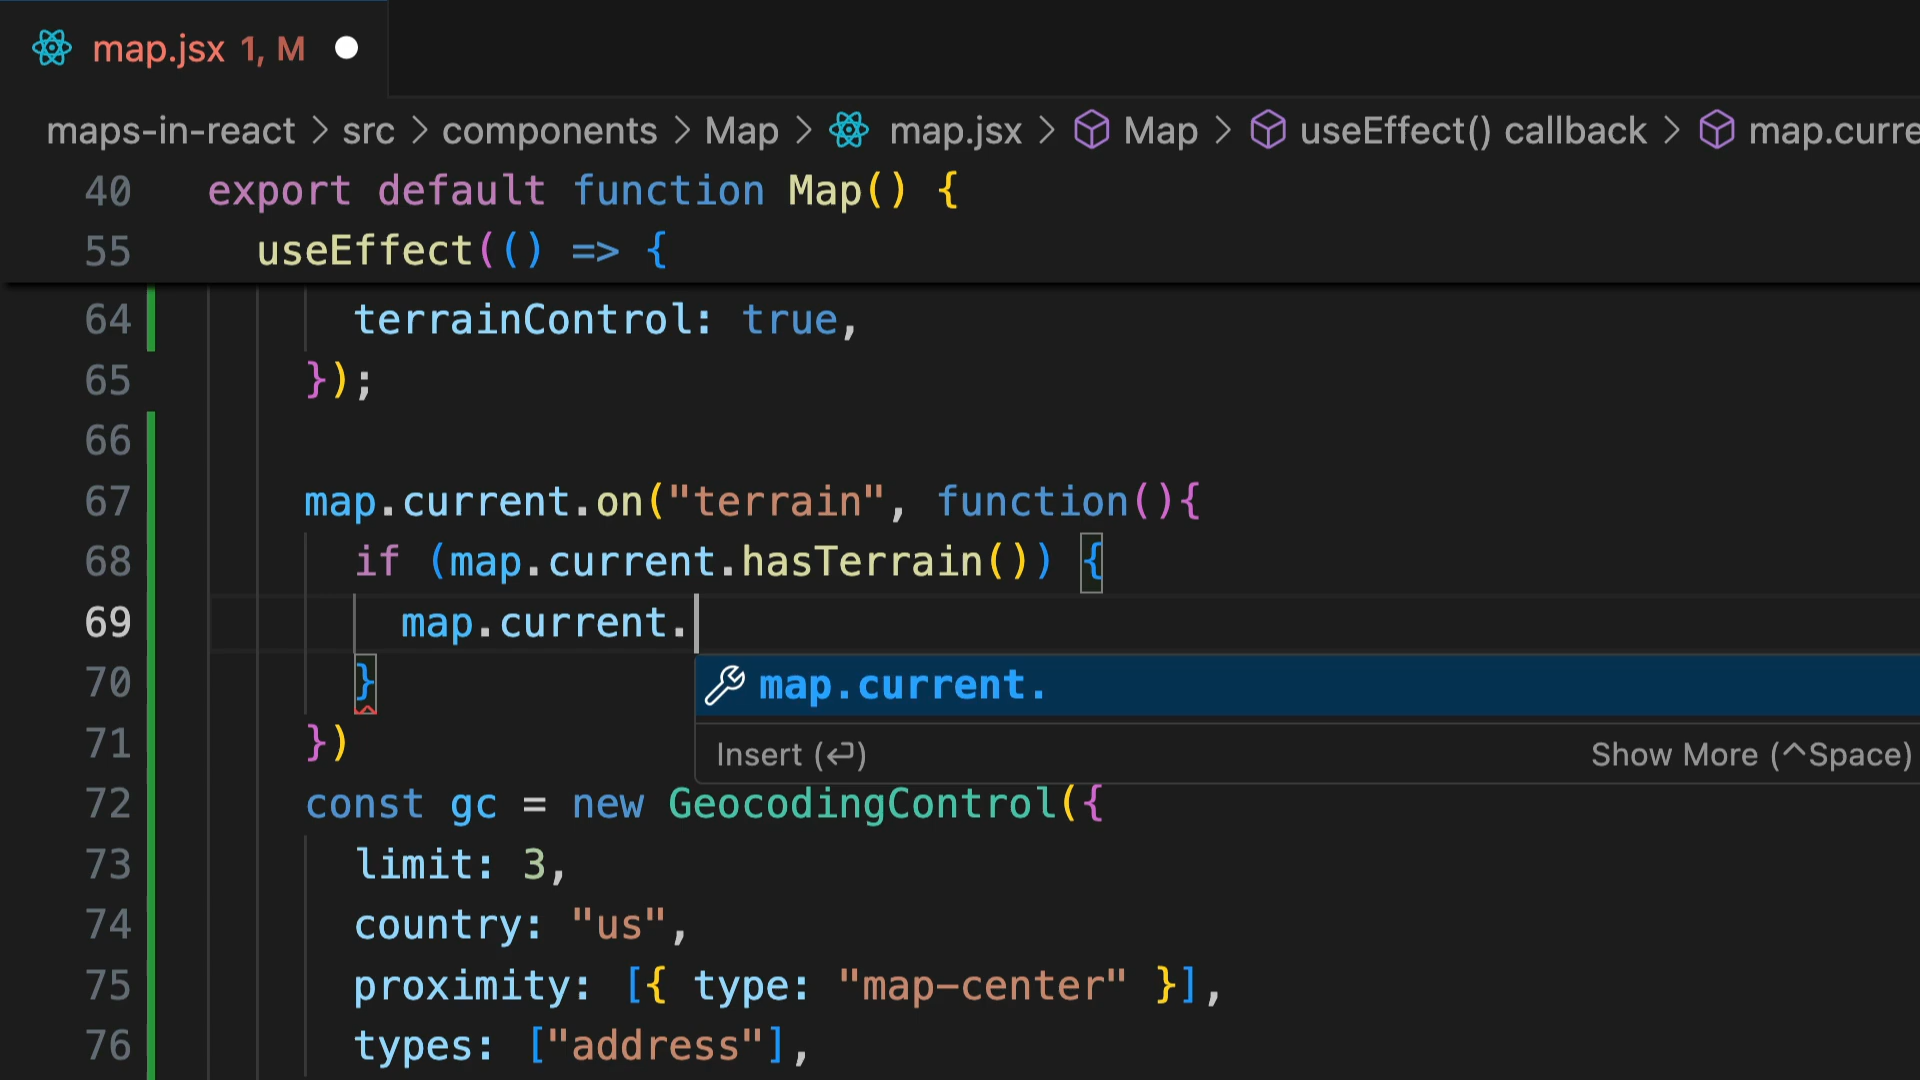 map.jsx 1, M
maps-in-react > src > components > Map > map.jsx > Map > useEffect() callback > map.curre
40 export default function Map() {
55 useEffect(() => {
64 terrainControl: true,
65 });
66
67 map.current.on("terrain", function(){
68 if (map.current.hasTerrain()) {
69 map.current.
70 }
map.current.
71 })
Insert (⏎) Show More (^Space)
72 const gc = new GeocodingControl({
73 limit: 3,
74 country: "us",
75 proximity: [{ type: "map-center" }],
76 types: ["address"],